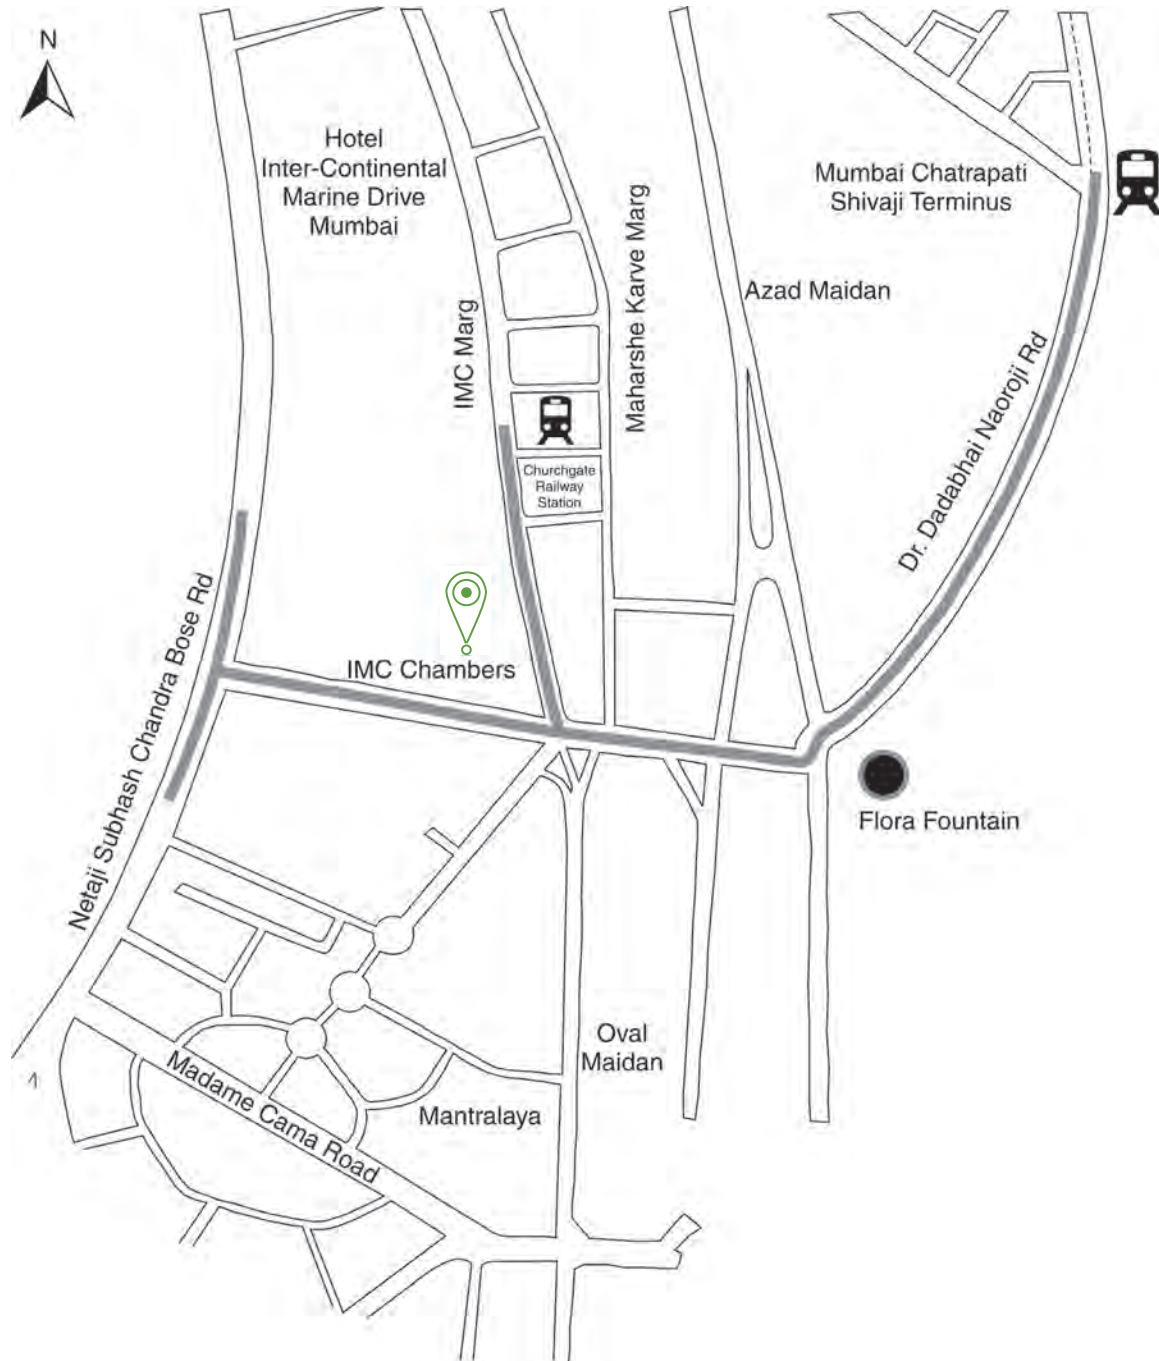 N
Hotel
Inter-Continental
Marine Drive
Mumbai
Mumbai Chatrapati
Shivaji Terminus
IMC Marg
Maharshe Karve Marg
Azad Maidan
Dr. Dadabhai Naoroji Rd
Churchgate
Railway
Station
Netaji Subhash Chandra Bose Rd
IMC Chambers
Flora Fountain
Oval
Maidan
Madame Cama Road
Mantralaya